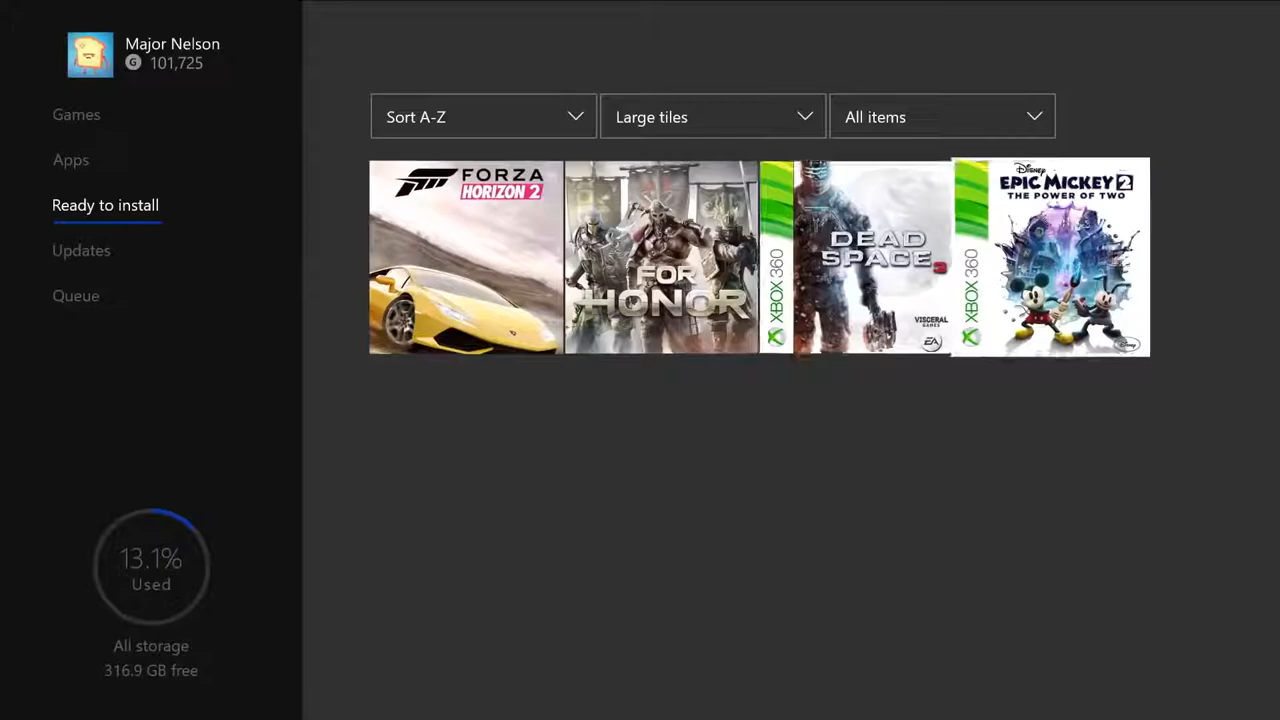 Major Nelson
G 101,725
Games
Apps
Ready to install
Updates
Queue
13.1%
Used
All storage
316.9 GB free
Sort A-Z
Large tiles
All items
FORZA
HORIZON 2
FOR
HONOR
XBOX 360
DEAD
SPACE 3
VISCERAL
GAMES
EA
XBOX 360
Disney
EPIC MICKEY 2
THE POWER OF TWO
Disney